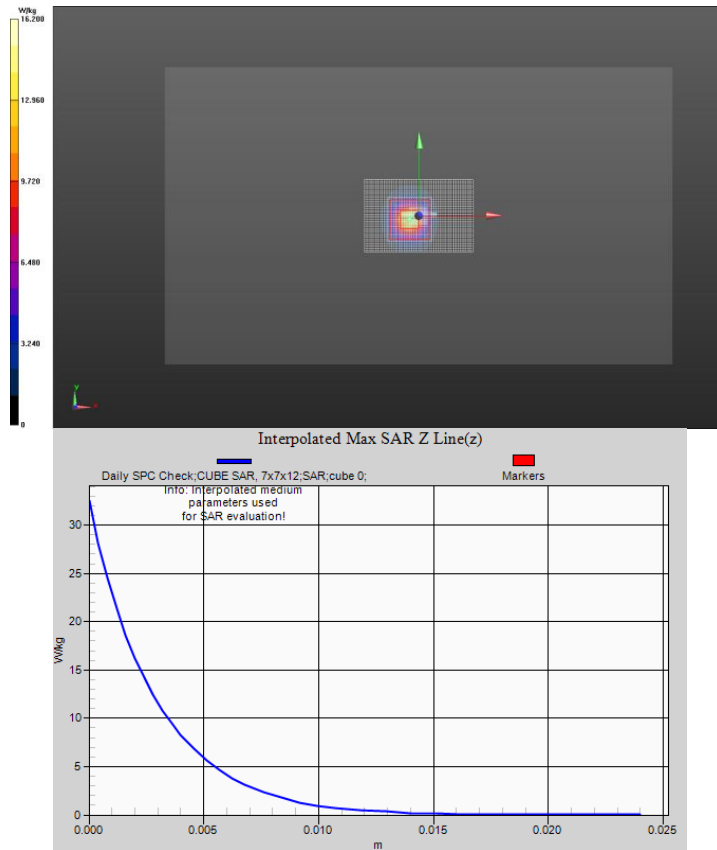 W/kg
16.200
12.960
9.720
6.480
3.240
0
y
x
Interpolated Max SAR Z Line(z)
Daily SPC Check;CUBE SAR, 7x7x12;SAR;cube 0;
Markers
Info: Interpolated medium
parameters used
for SAR evaluation!
30
25
20
15
10
5
0
W/kg
0.000
0.005
0.010
0.015
0.020
0.025
m